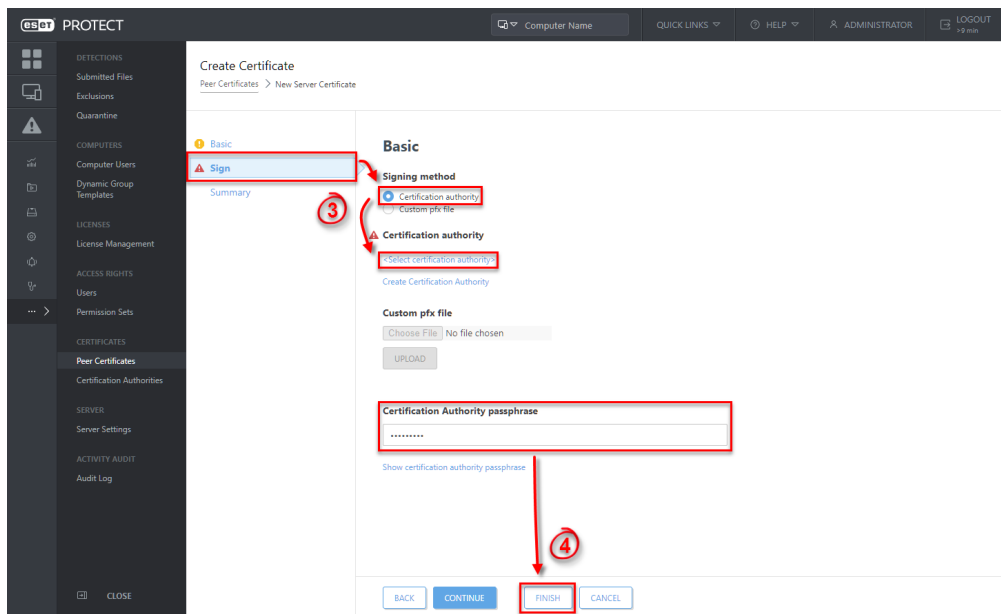 eset PROTECT
Computer Name
QUICK LINKS
HELP
ADMINISTRATOR
LOGOUT
>9 min
DETECTIONS
Submitted Files
Exclusions
Quarantine
COMPUTERS
Computer Users
Dynamic Group
Templates
LICENSES
License Management
ACCESS RIGHTS
Users
Permission Sets
CERTIFICATES
Peer Certificates
Certification Authorities
SERVER
Server Settings
ACTIVITY AUDIT
Audit Log
CLOSE
Create Certificate
Peer Certificates > New Server Certificate
Basic
Sign
Summary
3
Basic
Signing method
Certification authority
Custom pfx file
Certification authority
<Select certification authority>
Create Certification Authority
Custom pfx file
Choose File No file chosen
UPLOAD
Certification Authority passphrase
•••••••••
Show certification authority passphrase
4
BACK
CONTINUE
FINISH
CANCEL